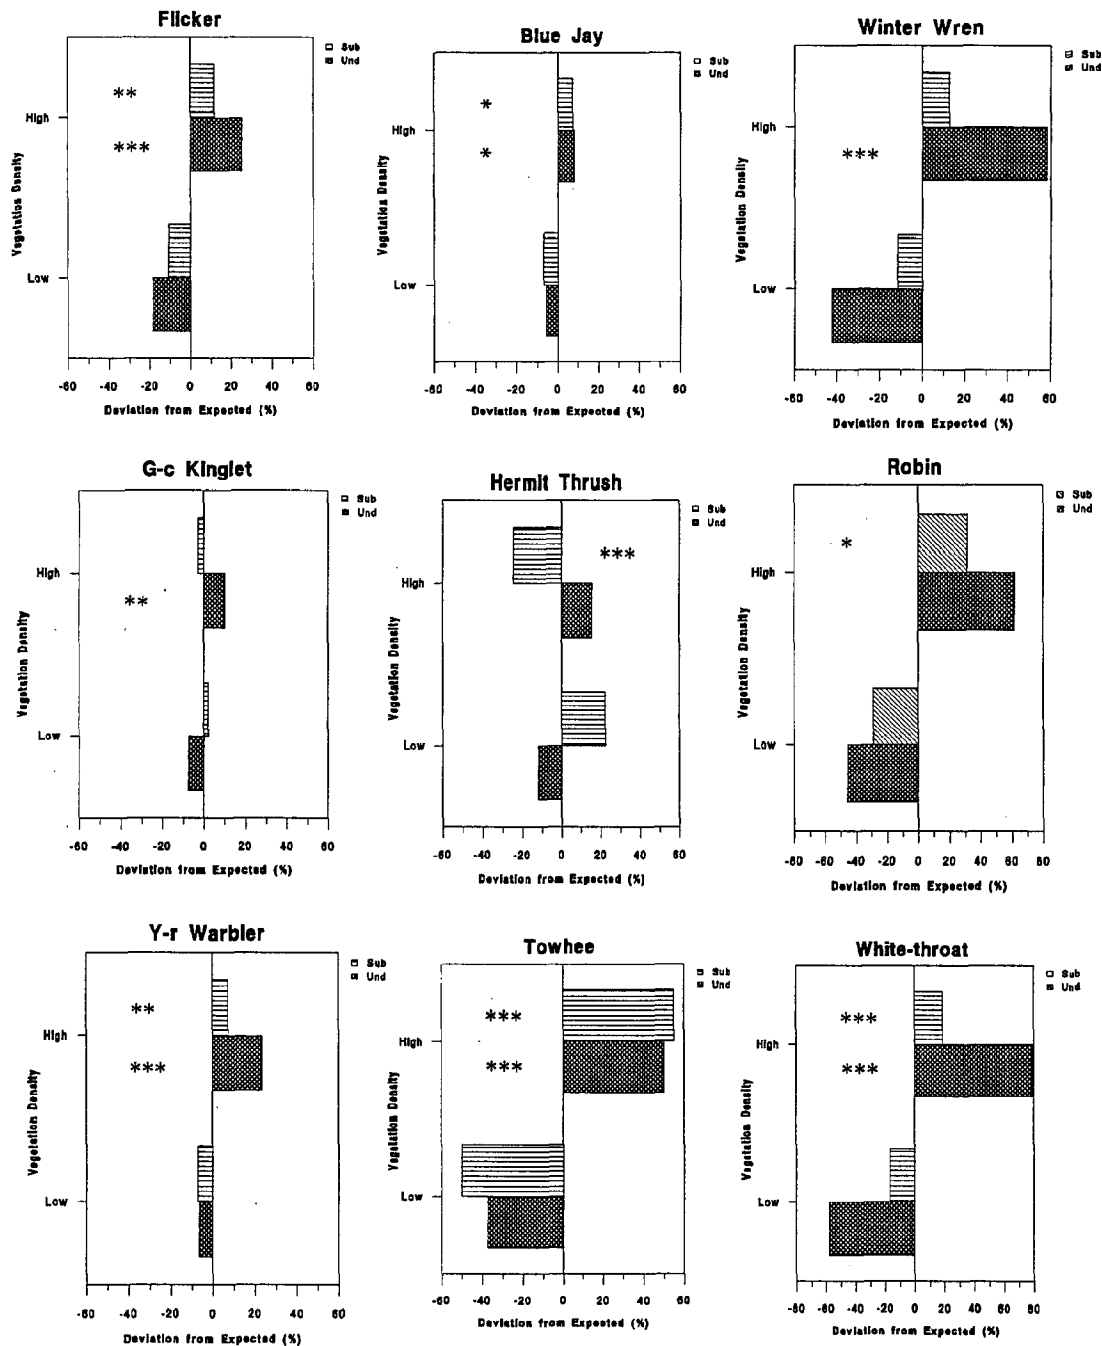 Flicker
Sub
Und
**
High
***
Vegetation Density
Low
-60 -40 -20 0 20 40 60
Deviation from Expected (%)
Blue Jay
Sub
Und
*
High
*
Vegetation Density
Low
-60 -40 -20 0 20 40 60
Deviation from Expected (%)
Winter Wren
Sub
Und
High
***
Vegetation Density
Low
-60 -40 -20 0 20 40 60
Deviation from Expected (%)
G-c Kinglet
Sub
Und
High
**
Vegetation Density
Low
-60 -40 -20 0 20 40 60
Deviation from Expected (%)
Hermit Thrush
Sub
Und
***
High
Vegetation Density
Low
-60 -40 -20 0 20 40 60
Deviation from Expected (%)
Robin
Sub
Und
*
High
Vegetation Density
Low
-80 -60 -40 -20 0 20 40 60 80
Deviation from Expected (%)
Y-r Warbler
Sub
Und
**
High
***
Vegetation Density
Low
-60 -40 -20 0 20 40 60
Deviation from Expected (%)
Towhee
Sub
Und
***
High
***
Vegetation Density
Low
-60 -40 -20 0 20 40 60
Deviation from Expected (%)
White-throat
Sub
Und
***
High
***
Vegetation Density
Low
-80 -60 -40 -20 0 20 40 60 80
Deviation from Expected (%)